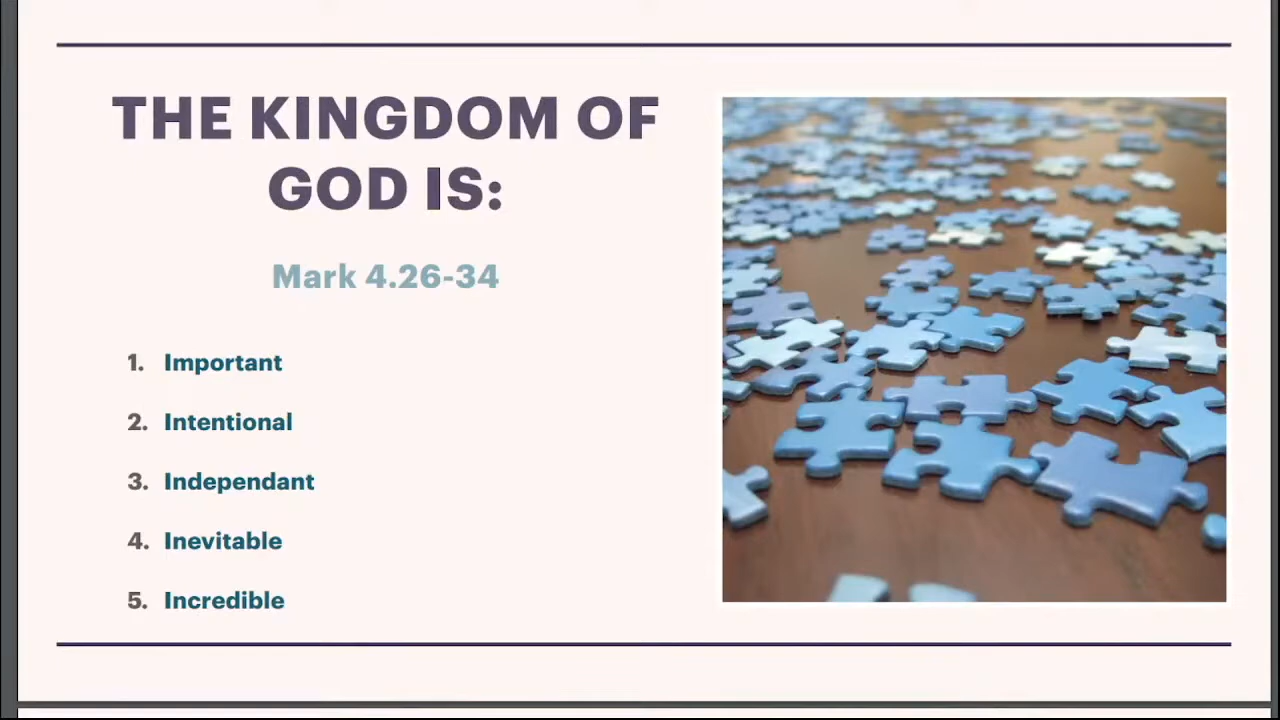 THE KINGDOM OF
GOD IS:
Mark 4.26-34
1. Important
2. Intentional
3. Independant
4. Inevitable
5. Incredible